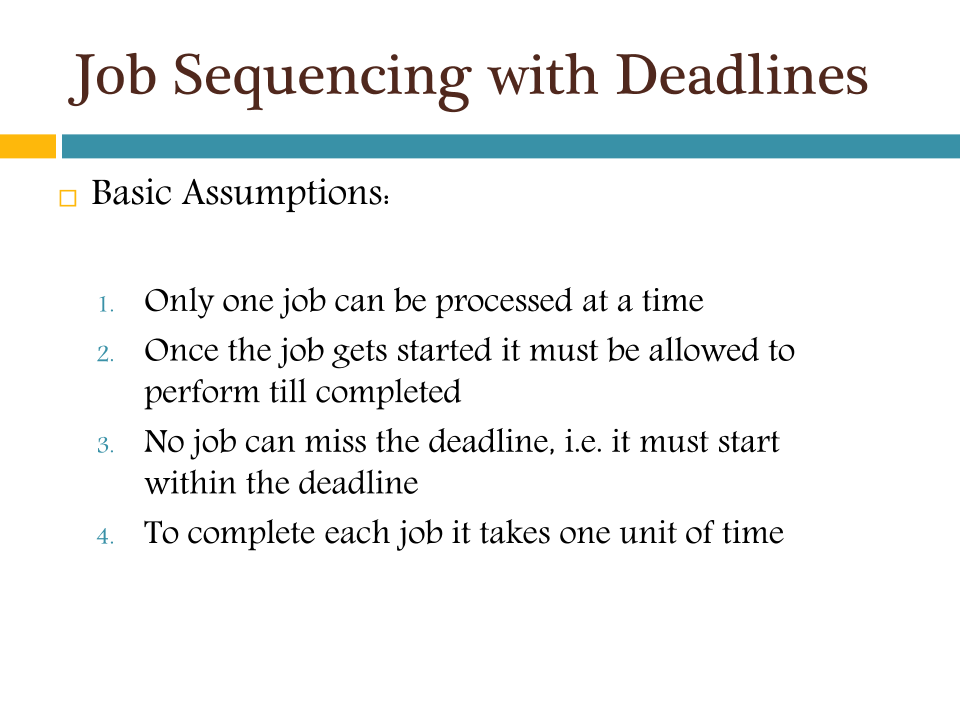 Job Sequencing with Deadlines
Basic Assumptions:
1. Only one job can be processed at a time
2. Once the job gets started it must be allowed to
perform till completed
3. No job can miss the deadline, i.e. it must start
within the deadline
4. To complete each job it takes one unit of time